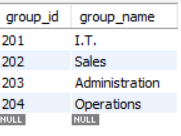 group_id group_name
201 I.T.
202 Sales
203 Administration
204 Operations
NULL NULL